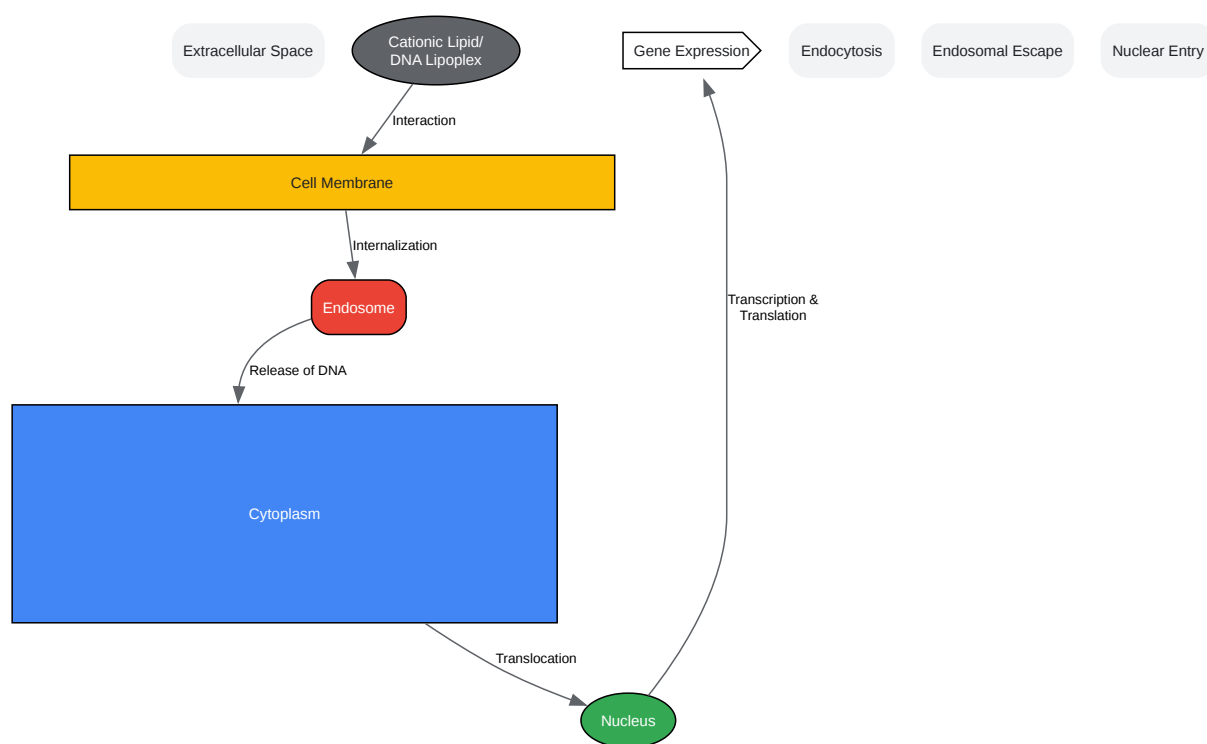 Extracellular Space
Cationic Lipid/
DNA Lipoplex
Gene Expression
Endocytosis
Endosomal Escape
Nuclear Entry
Interaction
Cell Membrane
Internalization
Transcription &
Translation
Endosome
Release of DNA
Cytoplasm
Translocation
Nucleus